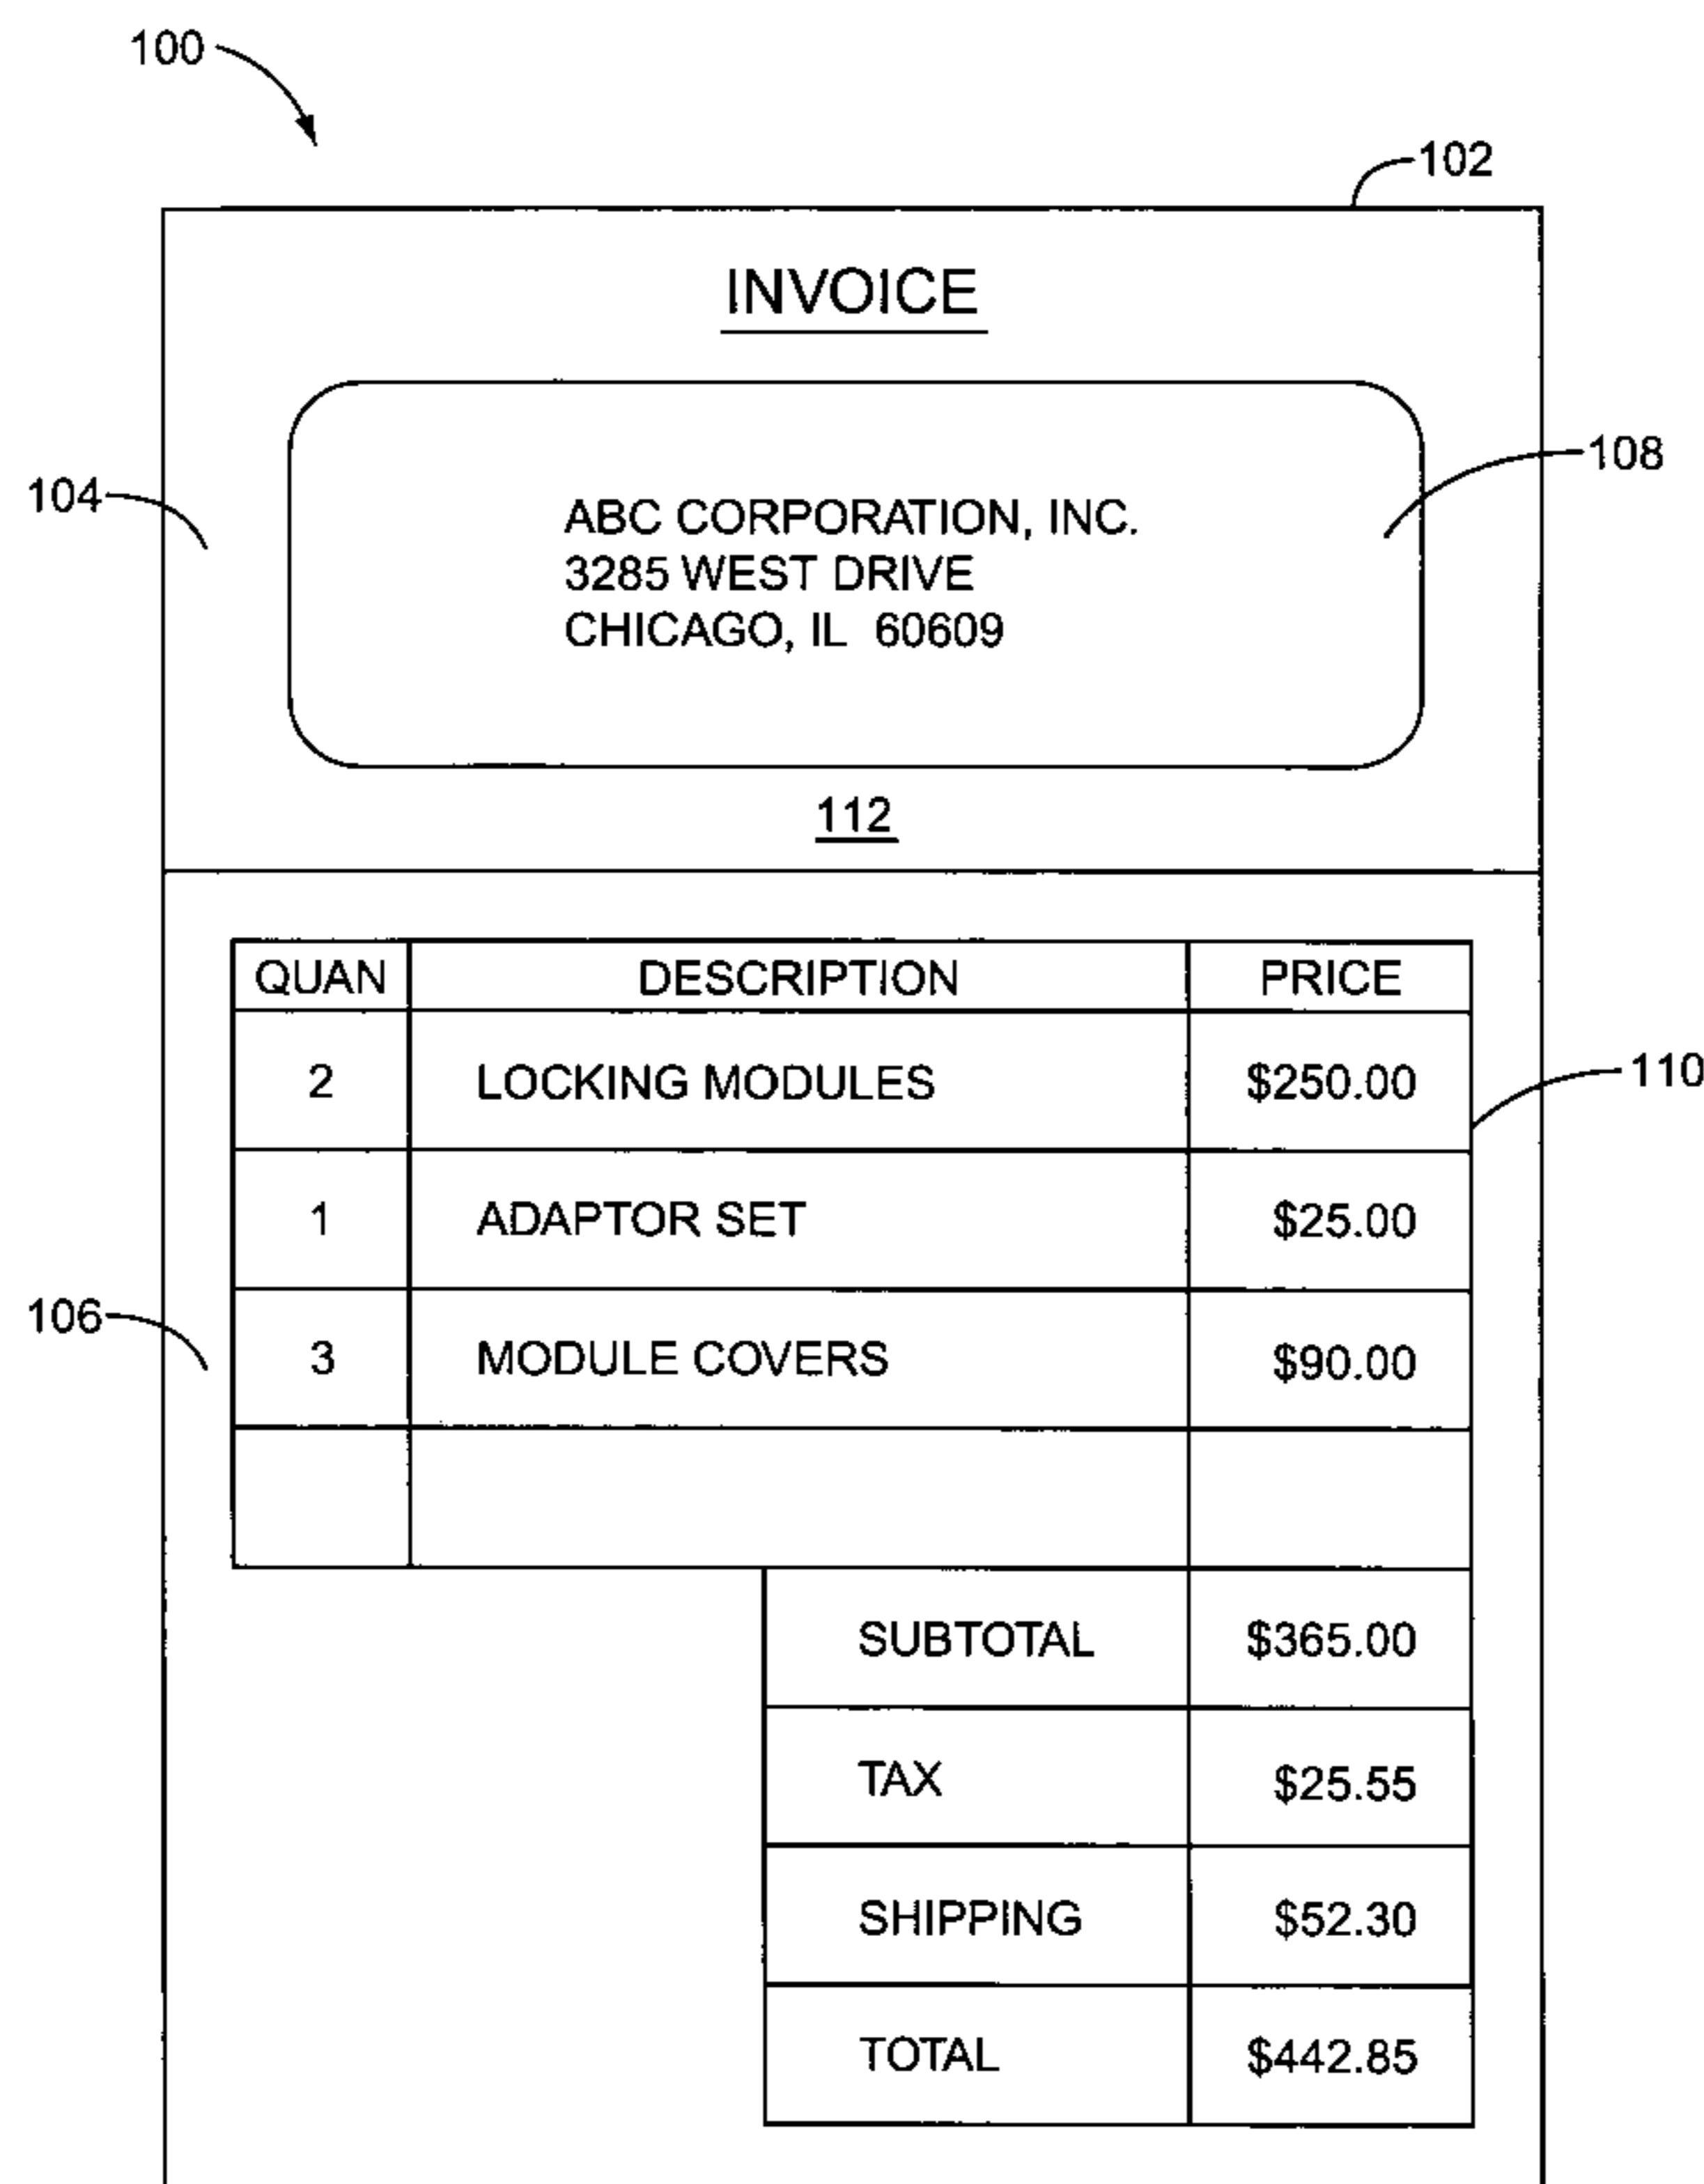 100
102
INVOICE
104
108
ABC CORPORATION, INC.
3285 WEST DRIVE
CHICAGO, IL 60609
112
QUAN DESCRIPTION PRICE
2 LOCKING MODULES $250.00
110
1 ADAPTOR SET $25.00
106
3 MODULE COVERS $90.00
SUBTOTAL $365.00
TAX $25.55
SHIPPING $52.30
TOTAL $442.85